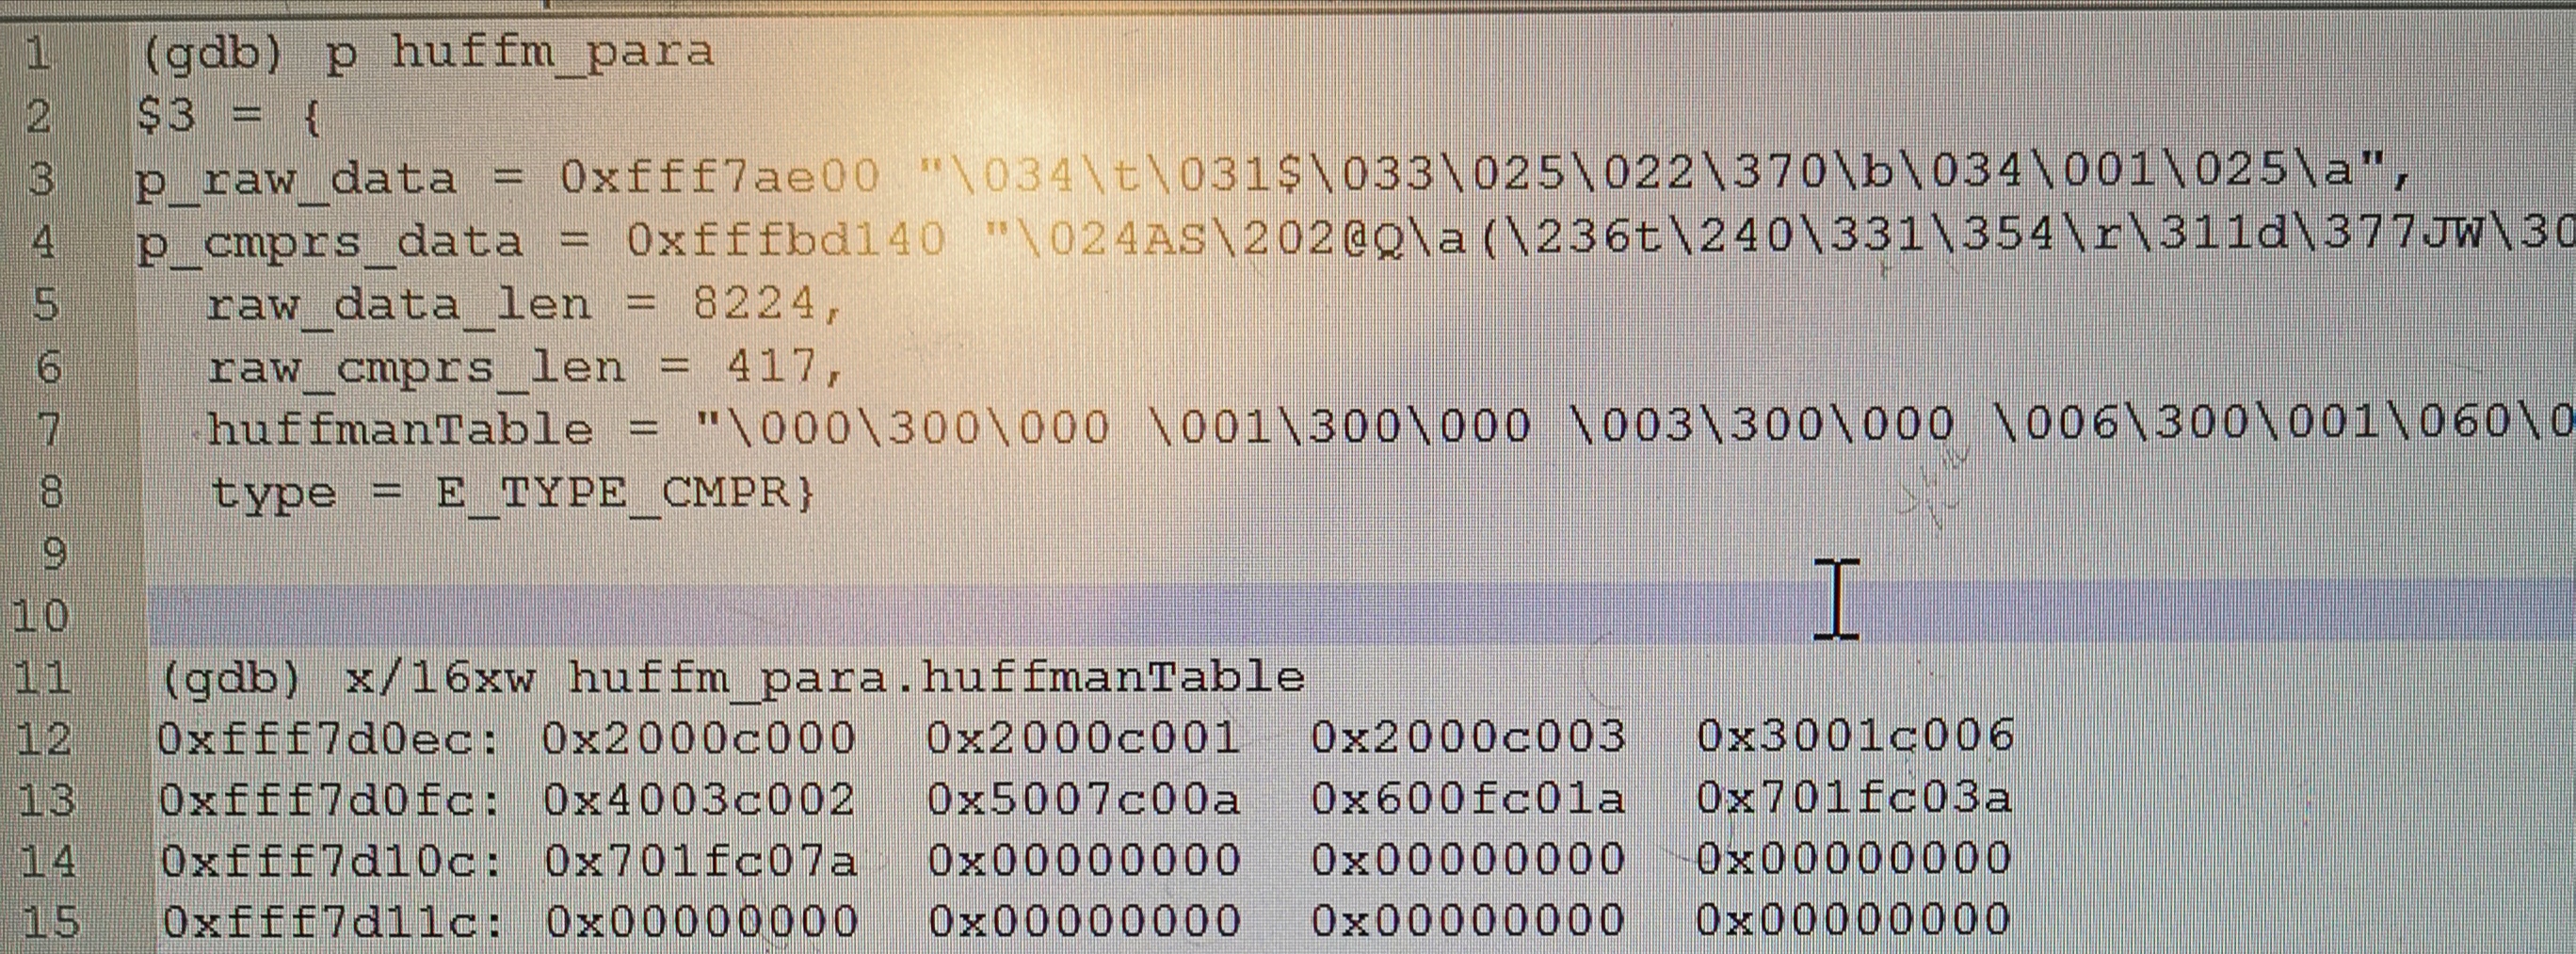 1 (gdb) p huffm_para
2 $3 = {
3 p_raw_data = 0xfff7ae00 "\034\t\031$\033\025\022\370\b\034\001\025\a",
4 p_cmprs_data = 0xfffbd140 "\024AS\202@Q\a(\236t\240\331\354\r\311d\377JW\30
5 raw_data_len = 8224,
6 raw_cmprs_len = 417,
7 huffmanTable = "\000\300\000 \001\300\000 \003\300\000 \006\300\001\060\0
8 type = E_TYPE_CMPR}
9
10
11 (gdb) x/16xw huffm_para.huffmanTable
12 0xfff7d0ec: 0x2000c000 0x2000c001 0x2000c003 0x3001c006
13 0xfff7d0fc: 0x4003c002 0x5007c00a 0x600fc01a 0x701fc03a
14 0xfff7d10c: 0x701fc07a 0x00000000 0x00000000 0x00000000
15 0xfff7d11c: 0x00000000 0x00000000 0x00000000 0x00000000